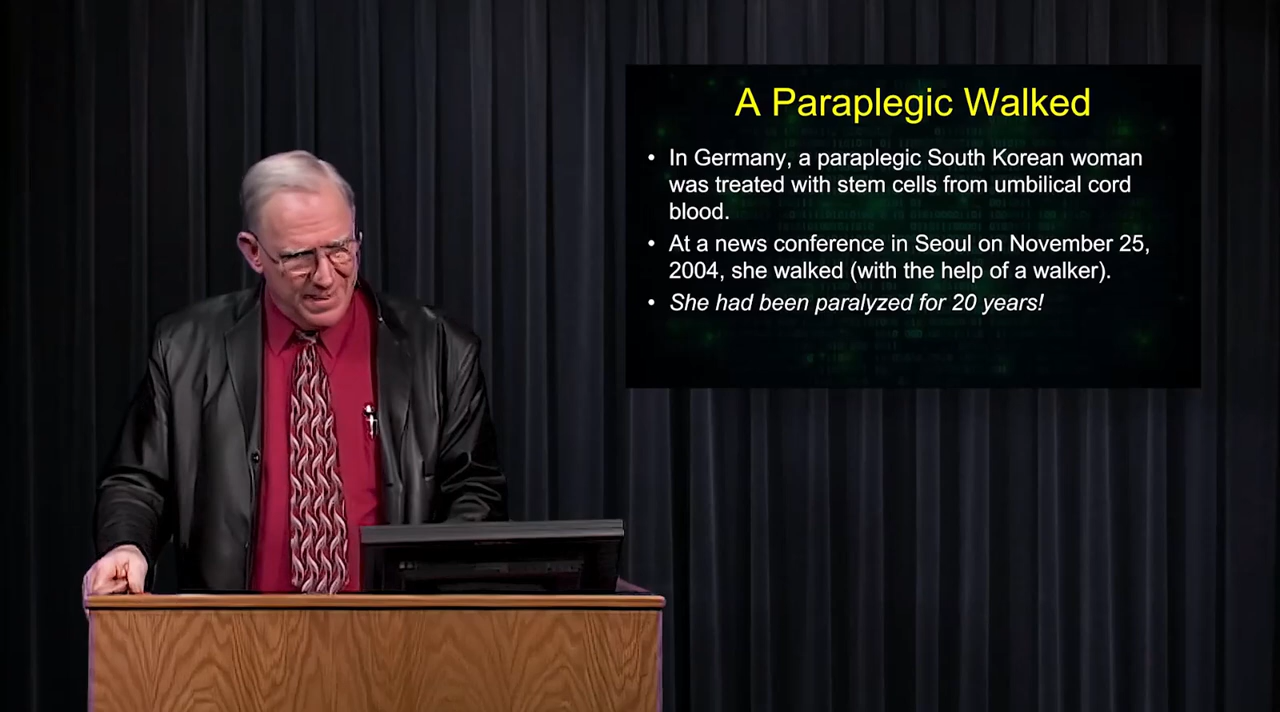 A Paraplegic Walked
• In Germany, a paraplegic South Korean woman
was treated with stem cells from umbilical cord
blood.
• At a news conference in Seoul on November 25,
2004, she walked (with the help of a walker).
• She had been paralyzed for 20 years!